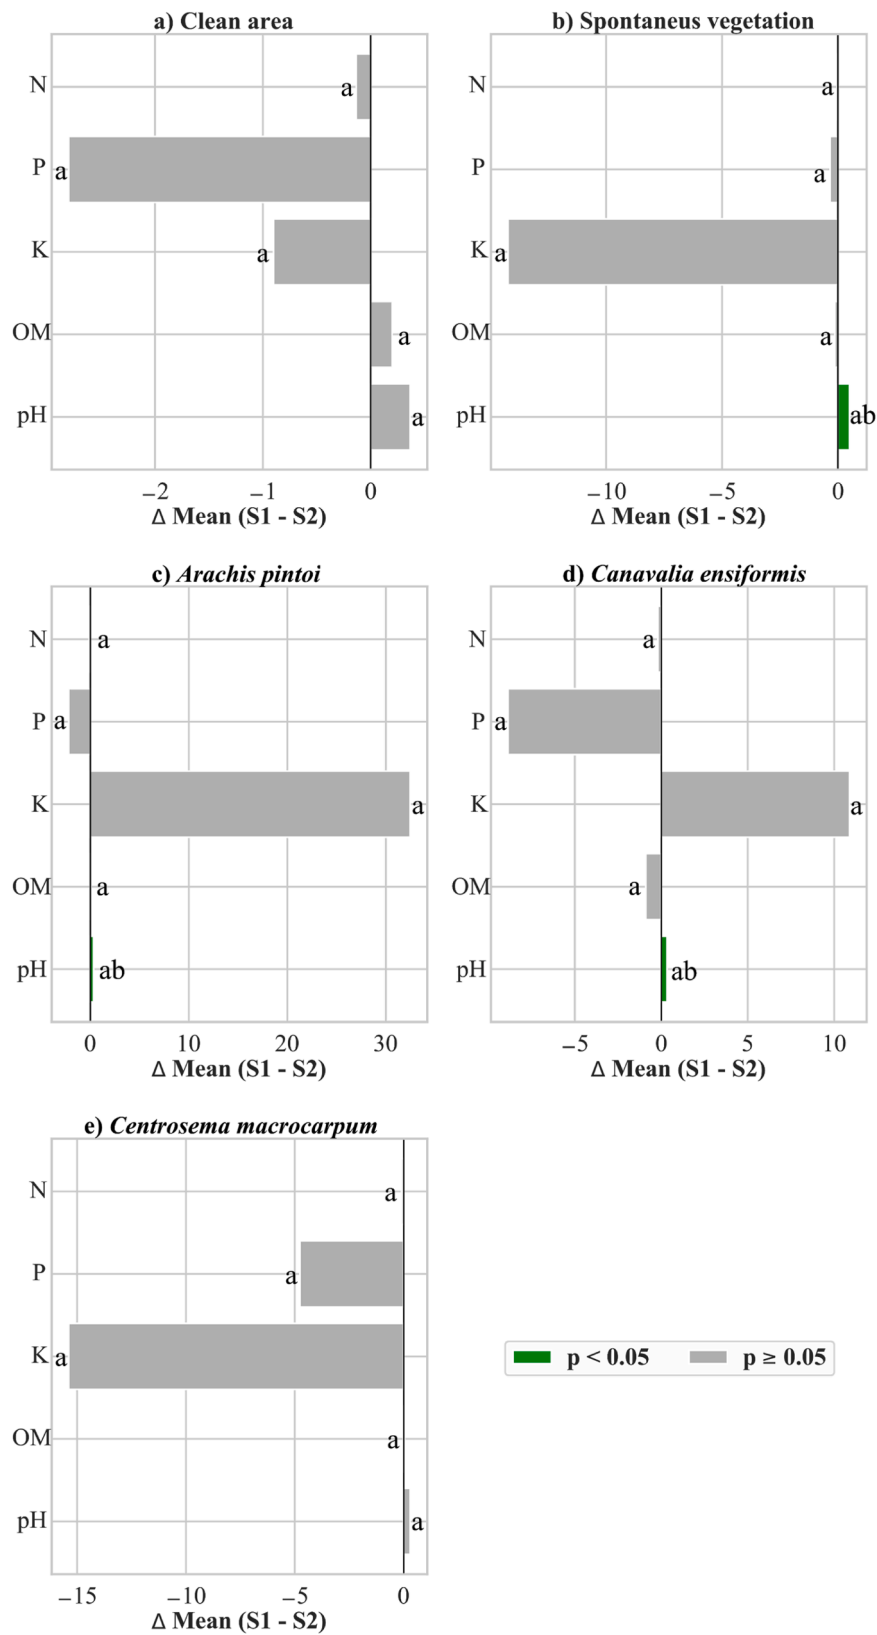 a) Clean area
N
a
P
a
K
a
OM
a
pH
a
−2 −1 0
Δ Mean (S1 - S2)
b) Spontaneus vegetation
N
a
P
a
K
a
OM
a
pH
ab
−10 −5 0
Δ Mean (S1 - S2)
c) Arachis pintoi
N
a
P
a
K
a
OM
a
pH
ab
0 10 20 30
Δ Mean (S1 - S2)
d) Canavalia ensiformis
N
a
P
a
K
a
OM
a
pH
ab
−5 0 5 10
Δ Mean (S1 - S2)
e) Centrosema macrocarpum
N
a
P
a
K
a
OM
a
pH
a
−15 −10 −5 0
Δ Mean (S1 - S2)
p < 0.05 p ≥ 0.05